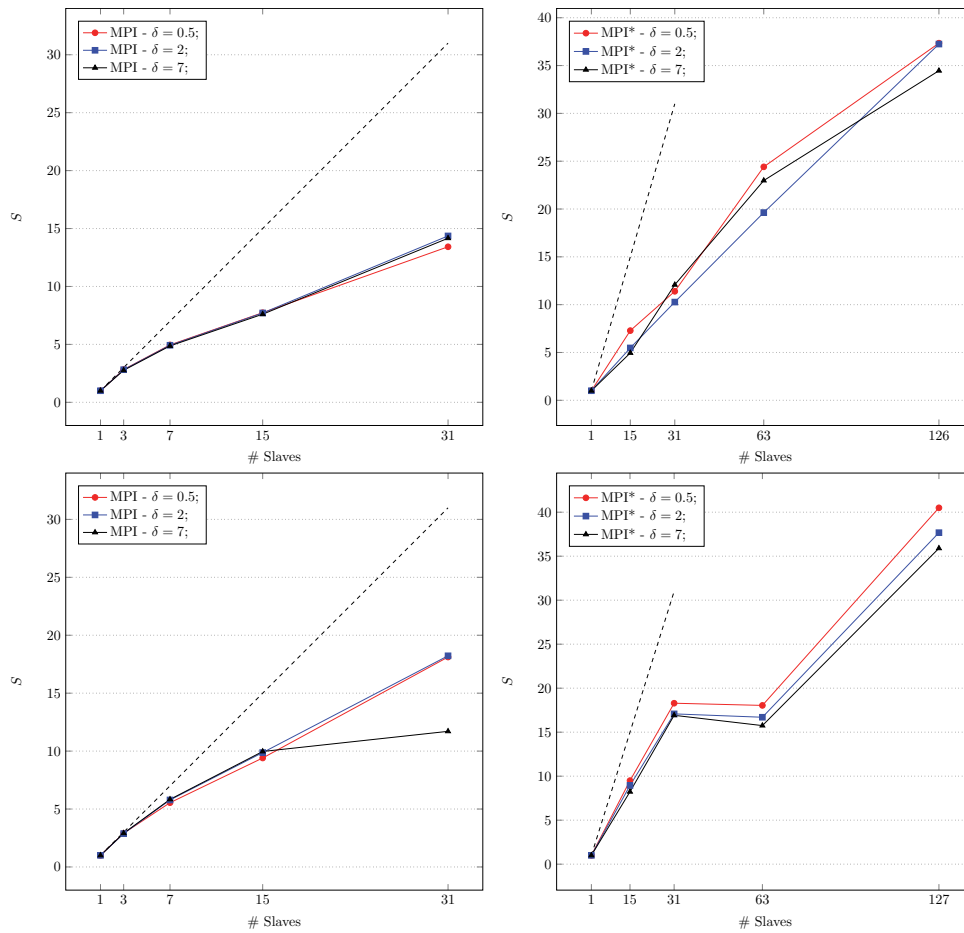 MPI - δ = 0.5;
MPI - δ = 2;
MPI - δ = 7;
30
25
20
15
10
5
0
S
1 3 7 15 31
# Slaves
MPI* - δ = 0.5;
MPI* - δ = 2;
MPI* - δ = 7;
40
35
30
25
20
15
10
5
0
S
1 15 31 63 126
# Slaves
MPI - δ = 0.5;
MPI - δ = 2;
MPI - δ = 7;
30
25
20
15
10
5
0
S
1 3 7 15 31
# Slaves
MPI* - δ = 0.5;
MPI* - δ = 2;
MPI* - δ = 7;
40
35
30
25
20
15
10
5
0
S
1 15 31 63 127
# Slaves